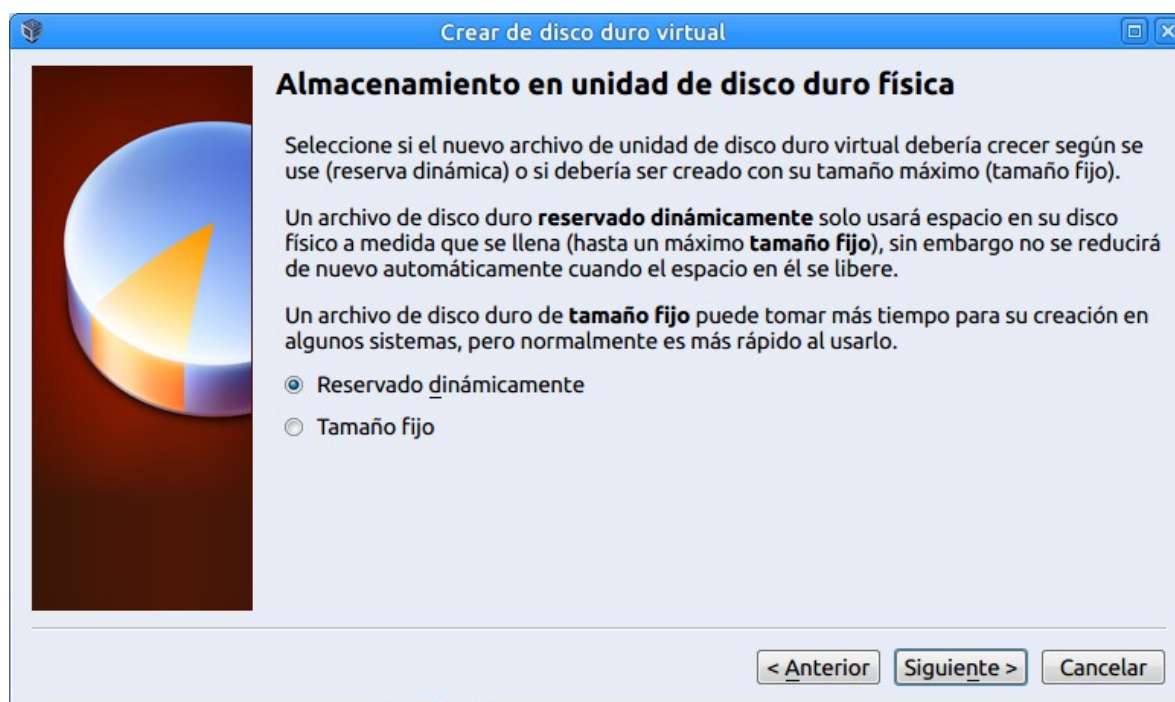 Crear de disco duro virtual
Almacenamiento en unidad de disco duro física
Seleccione si el nuevo archivo de unidad de disco duro virtual debería crecer según se
use (reserva dinámica) o si debería ser creado con su tamaño máximo (tamaño fijo).
Un archivo de disco duro reservado dinámicamente solo usará espacio en su disco
físico a medida que se llena (hasta un máximo tamaño fijo), sin embargo no se reducirá
de nuevo automáticamente cuando el espacio en él se libere.
Un archivo de disco duro de tamaño fijo puede tomar más tiempo para su creación en
algunos sistemas, pero normalmente es más rápido al usarlo.
Reservado dinámicamente
Tamaño fijo
< Anterior Siguiente > Cancelar